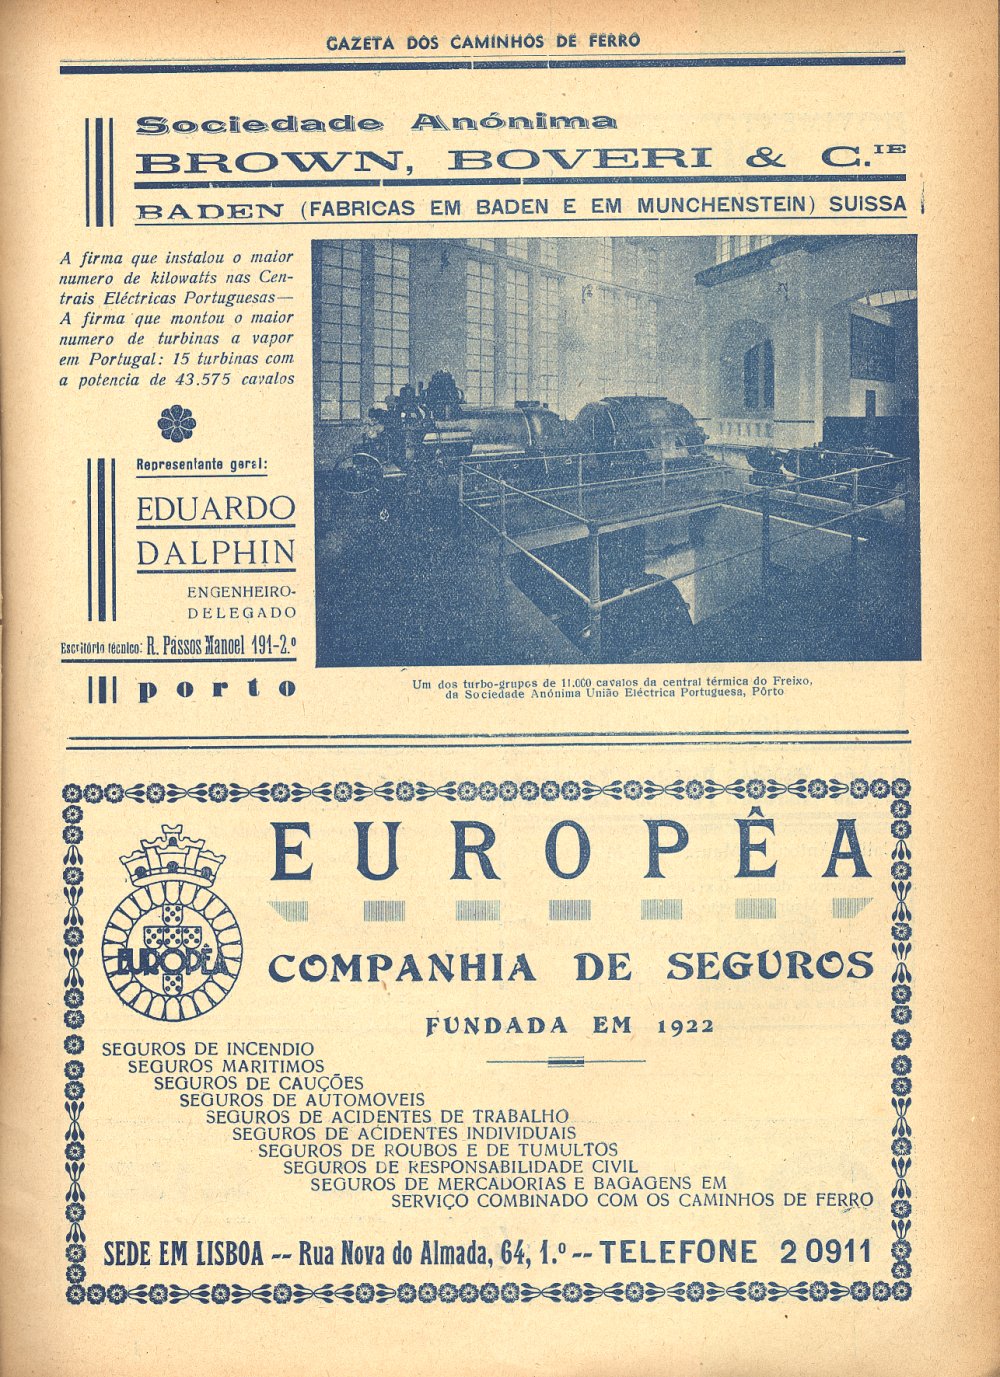 GAZETA DOS CAMINHOS DE FERRO
Sociedade Anónima
BROWN, BOVERI & C.IE
BADEN (FABRICAS EM BADEN E EM MUNCHENSTEIN) SUISSA
A firma que instalou o maior
numero de kilowatts nas Cen-
trais Eléctricas Portuguesas—
A firma que montou o maior
numero de turbinas a vapor
em Portugal: 15 turbinas com
a potencia de 43.575 cavalos
Representante geral:
EDUARDO
DALPHIN
ENGENHEIRO-
DELEGADO
Escritório técnico: R. Passos Manoel 191-2.º
porto
Um dos turbo-grupos de 11.000 cavalos da central térmica do Freixo,
da Sociedade Anónima União Eléctrica Portuguesa, Pôrto
EUROPÊA
EUROPÊA
COMPANHIA DE SEGUROS
FUNDADA EM 1922
SEGUROS DE INCENDIO
SEGUROS MARITIMOS
SEGUROS DE CAUÇÕES
SEGUROS DE AUTOMOVEIS
SEGUROS DE ACIDENTES DE TRABALHO
SEGUROS DE ACIDENTES INDIVIDUAIS
SEGUROS DE ROUBOS E DE TUMULTOS
SEGUROS DE RESPONSABILIDADE CIVIL
SEGUROS DE MERCADORIAS E BAGAGENS EM
SERVIÇO COMBINADO COM OS CAMINHOS DE FERRO
SEDE EM LISBOA -- Rua Nova do Almada, 64, 1.º -- TELEFONE 2 0911